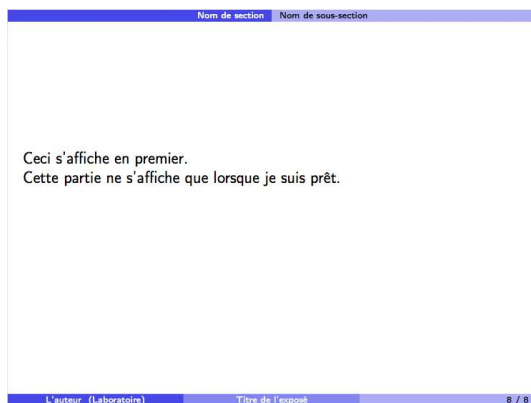 Nom de section Nom de sous-section
Ceci s'affiche en premier.
Cette partie ne s'affiche que lorsque je suis prêt.
L'auteur (Laboratoire) Titre de l'exposé 8 / 8